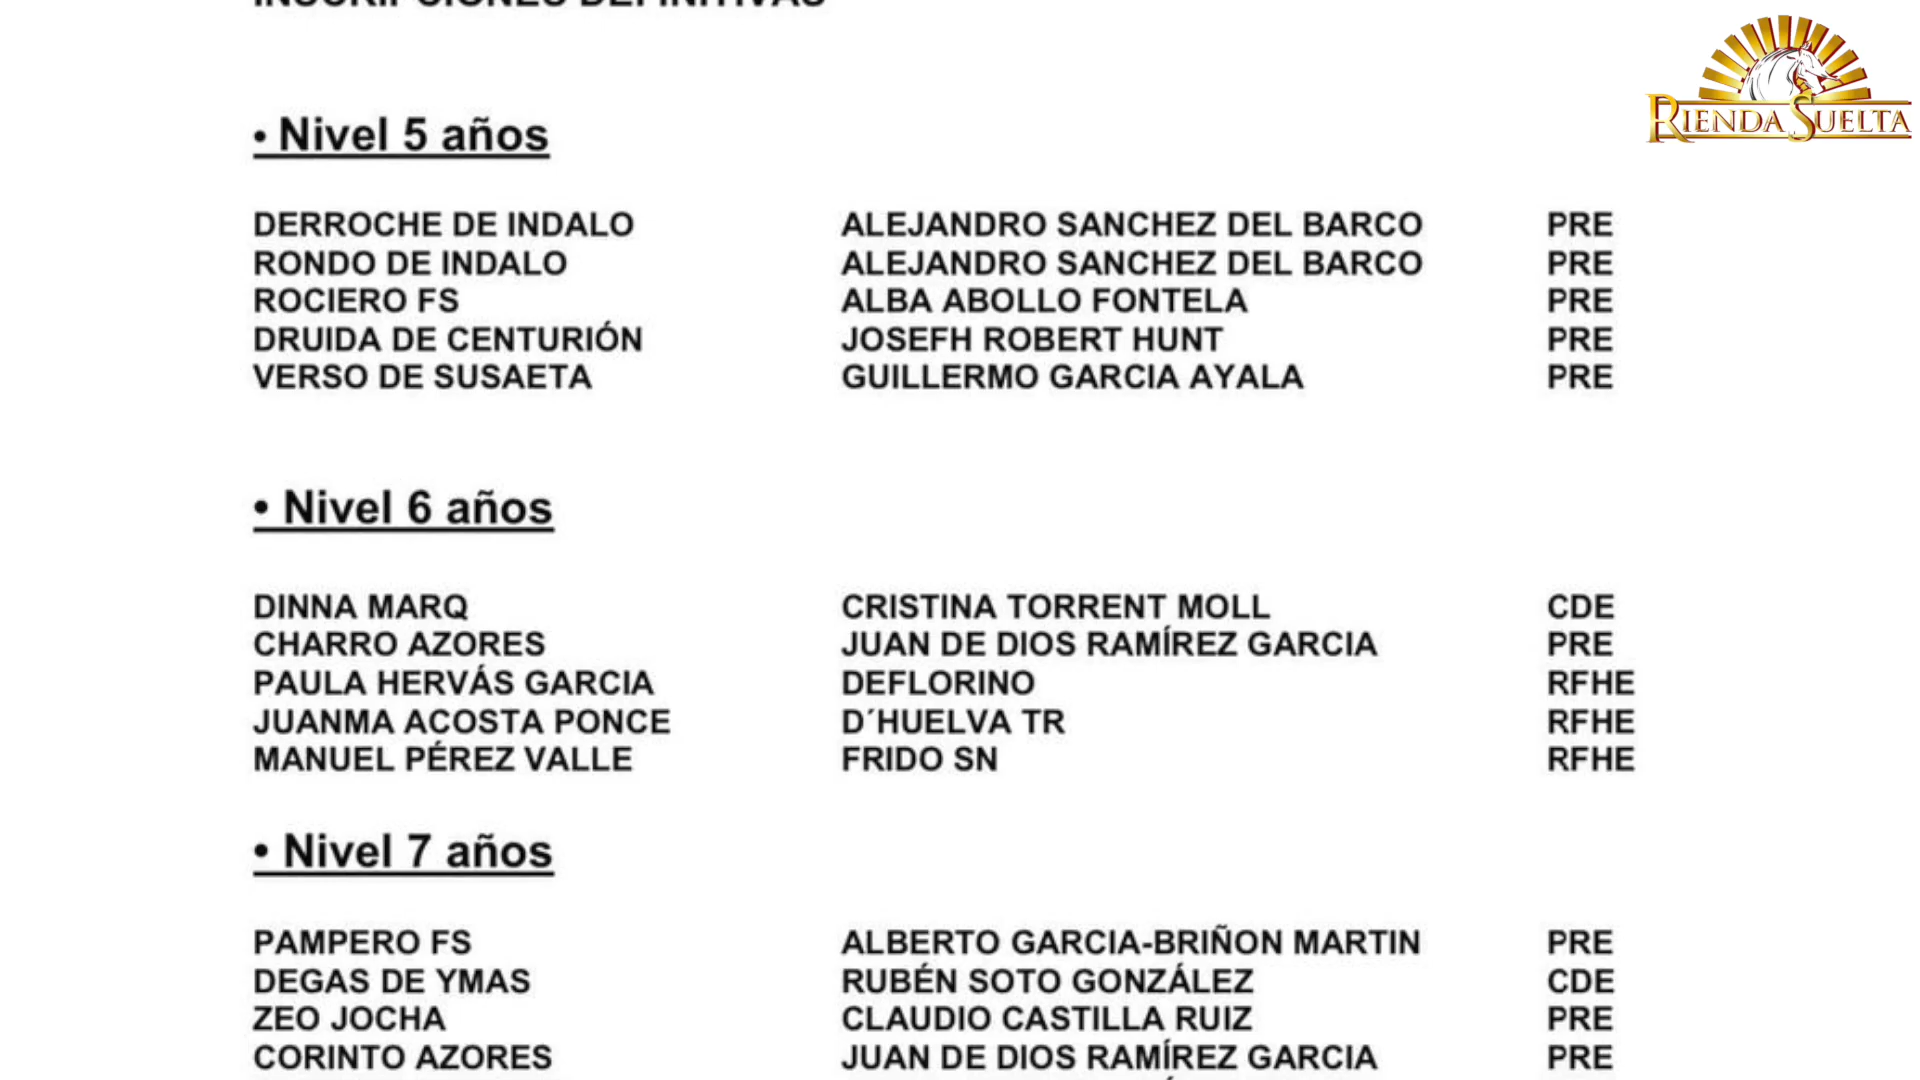 INSCRIPCIONES DEFINITIVAS
RIENDA SUELTA
• Nivel 5 años
DERROCHE DE INDALO ALEJANDRO SANCHEZ DEL BARCO PRE
RONDO DE INDALO ALEJANDRO SANCHEZ DEL BARCO PRE
ROCIERO FS ALBA ABOLLO FONTELA PRE
DRUIDA DE CENTURIÓN JOSEFH ROBERT HUNT PRE
VERSO DE SUSAETA GUILLERMO GARCIA AYALA PRE
• Nivel 6 años
DINNA MARQ CRISTINA TORRENT MOLL CDE
CHARRO AZORES JUAN DE DIOS RAMÍREZ GARCIA PRE
PAULA HERVÁS GARCIA DEFLORINO RFHE
JUANMA ACOSTA PONCE D´HUELVA TR RFHE
MANUEL PÉREZ VALLE FRIDO SN RFHE
• Nivel 7 años
PAMPERO FS ALBERTO GARCIA-BRIÑON MARTIN PRE
DEGAS DE YMAS RUBÉN SOTO GONZÁLEZ CDE
ZEO JOCHA CLAUDIO CASTILLA RUIZ PRE
CORINTO AZORES JUAN DE DIOS RAMÍREZ GARCIA PRE